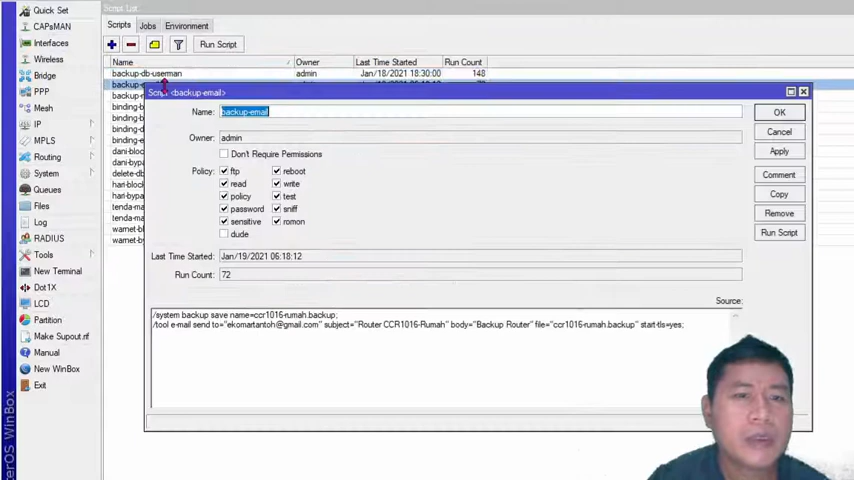 Quick Set
CAPsMAN
Interfaces
Wireless
Bridge
PPP
Mesh
IP
MPLS
Routing
System
Queues
Files
Log
RADIUS
Tools
New Terminal
Dot1X
LCD
Partition
Make Supout.rif
Manual
New WinBox
Exit
terOS WinBox
Script List
Scripts Jobs Environment
Run Script
Name Owner Last Time Started Run Count
backup-db-userman admin Jan/18/2021 18:30:00 148
Script <backup-email>
Name: backup-email
Owner: admin
Don't Require Permissions
Policy: ftp reboot
read write
policy test
password sniff
sensitive romon
dude
Last Time Started: Jan/19/2021 06:18:12
Run Count: 72
Source:
/system backup save name=ccr1016-rumah.backup;
/tool e-mail send to="ekomartantoh@gmail.com" subject="Router CCR1016-Rumah" body="Backup Router" file="ccr1016-rumah.backup" start-tls=yes;
OK
Cancel
Apply
Comment
Copy
Remove
Run Script